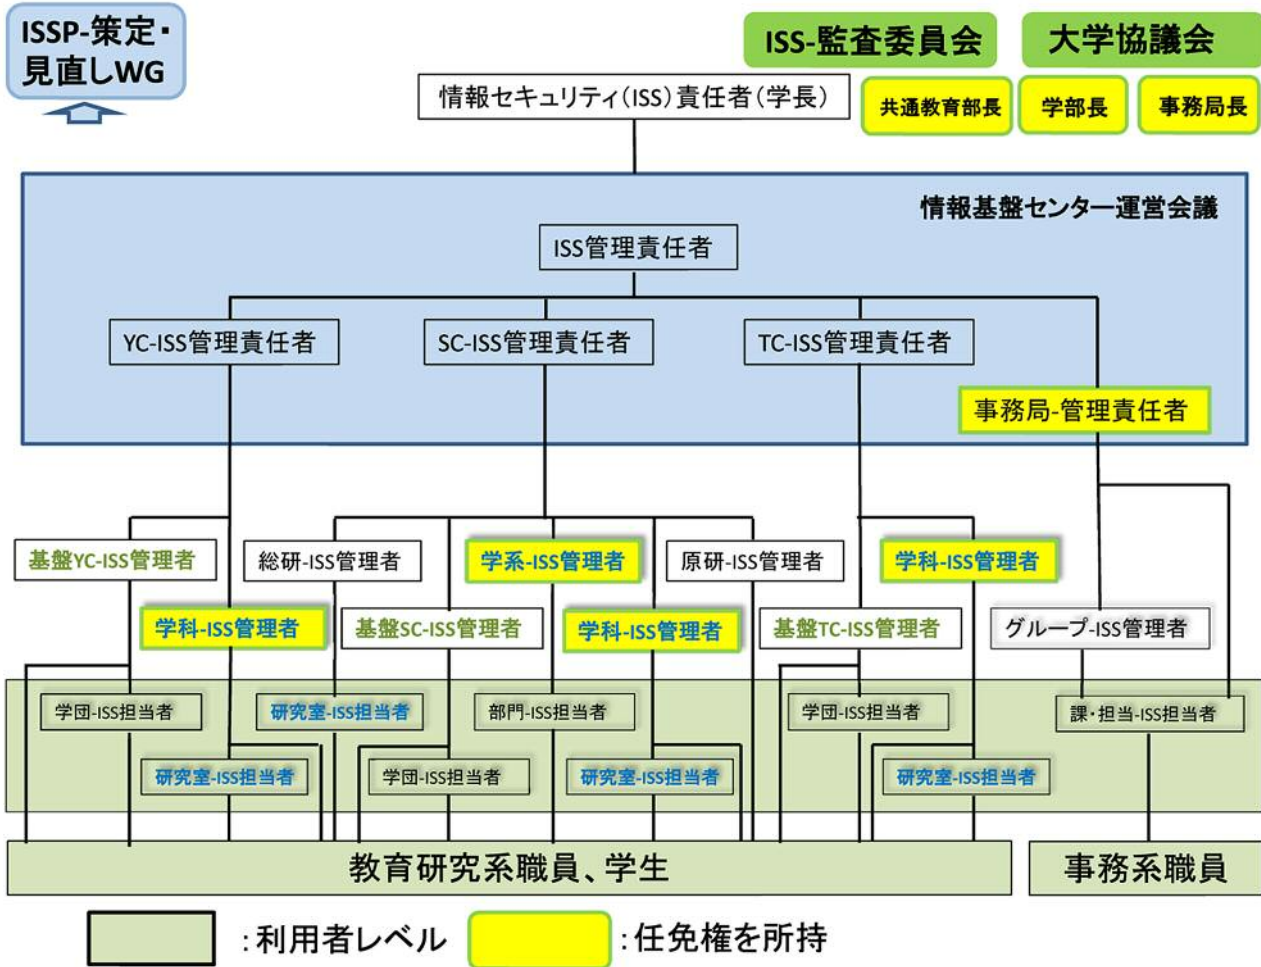 ISSP-策定・
見直しWG
ISS-監査委員会
大学協議会
情報セキュリティ(ISS)責任者(学長)
共通教育部長
学部長
事務局長
情報基盤センター運営会議
ISS管理責任者
YC-ISS管理責任者
SC-ISS管理責任者
TC-ISS管理責任者
事務局-管理責任者
基盤YC-ISS管理者
総研-ISS管理者
学系-ISS管理者
原研-ISS管理者
学科-ISS管理者
学科-ISS管理者
基盤SC-ISS管理者
学科-ISS管理者
基盤TC-ISS管理者
グループ-ISS管理者
学団-ISS担当者
研究室-ISS担当者
部門-ISS担当者
学団-ISS担当者
課・担当-ISS担当者
研究室-ISS担当者
学団-ISS担当者
研究室-ISS担当者
研究室-ISS担当者
教育研究系職員、学生
事務系職員
:利用者レベル
:任免権を所持